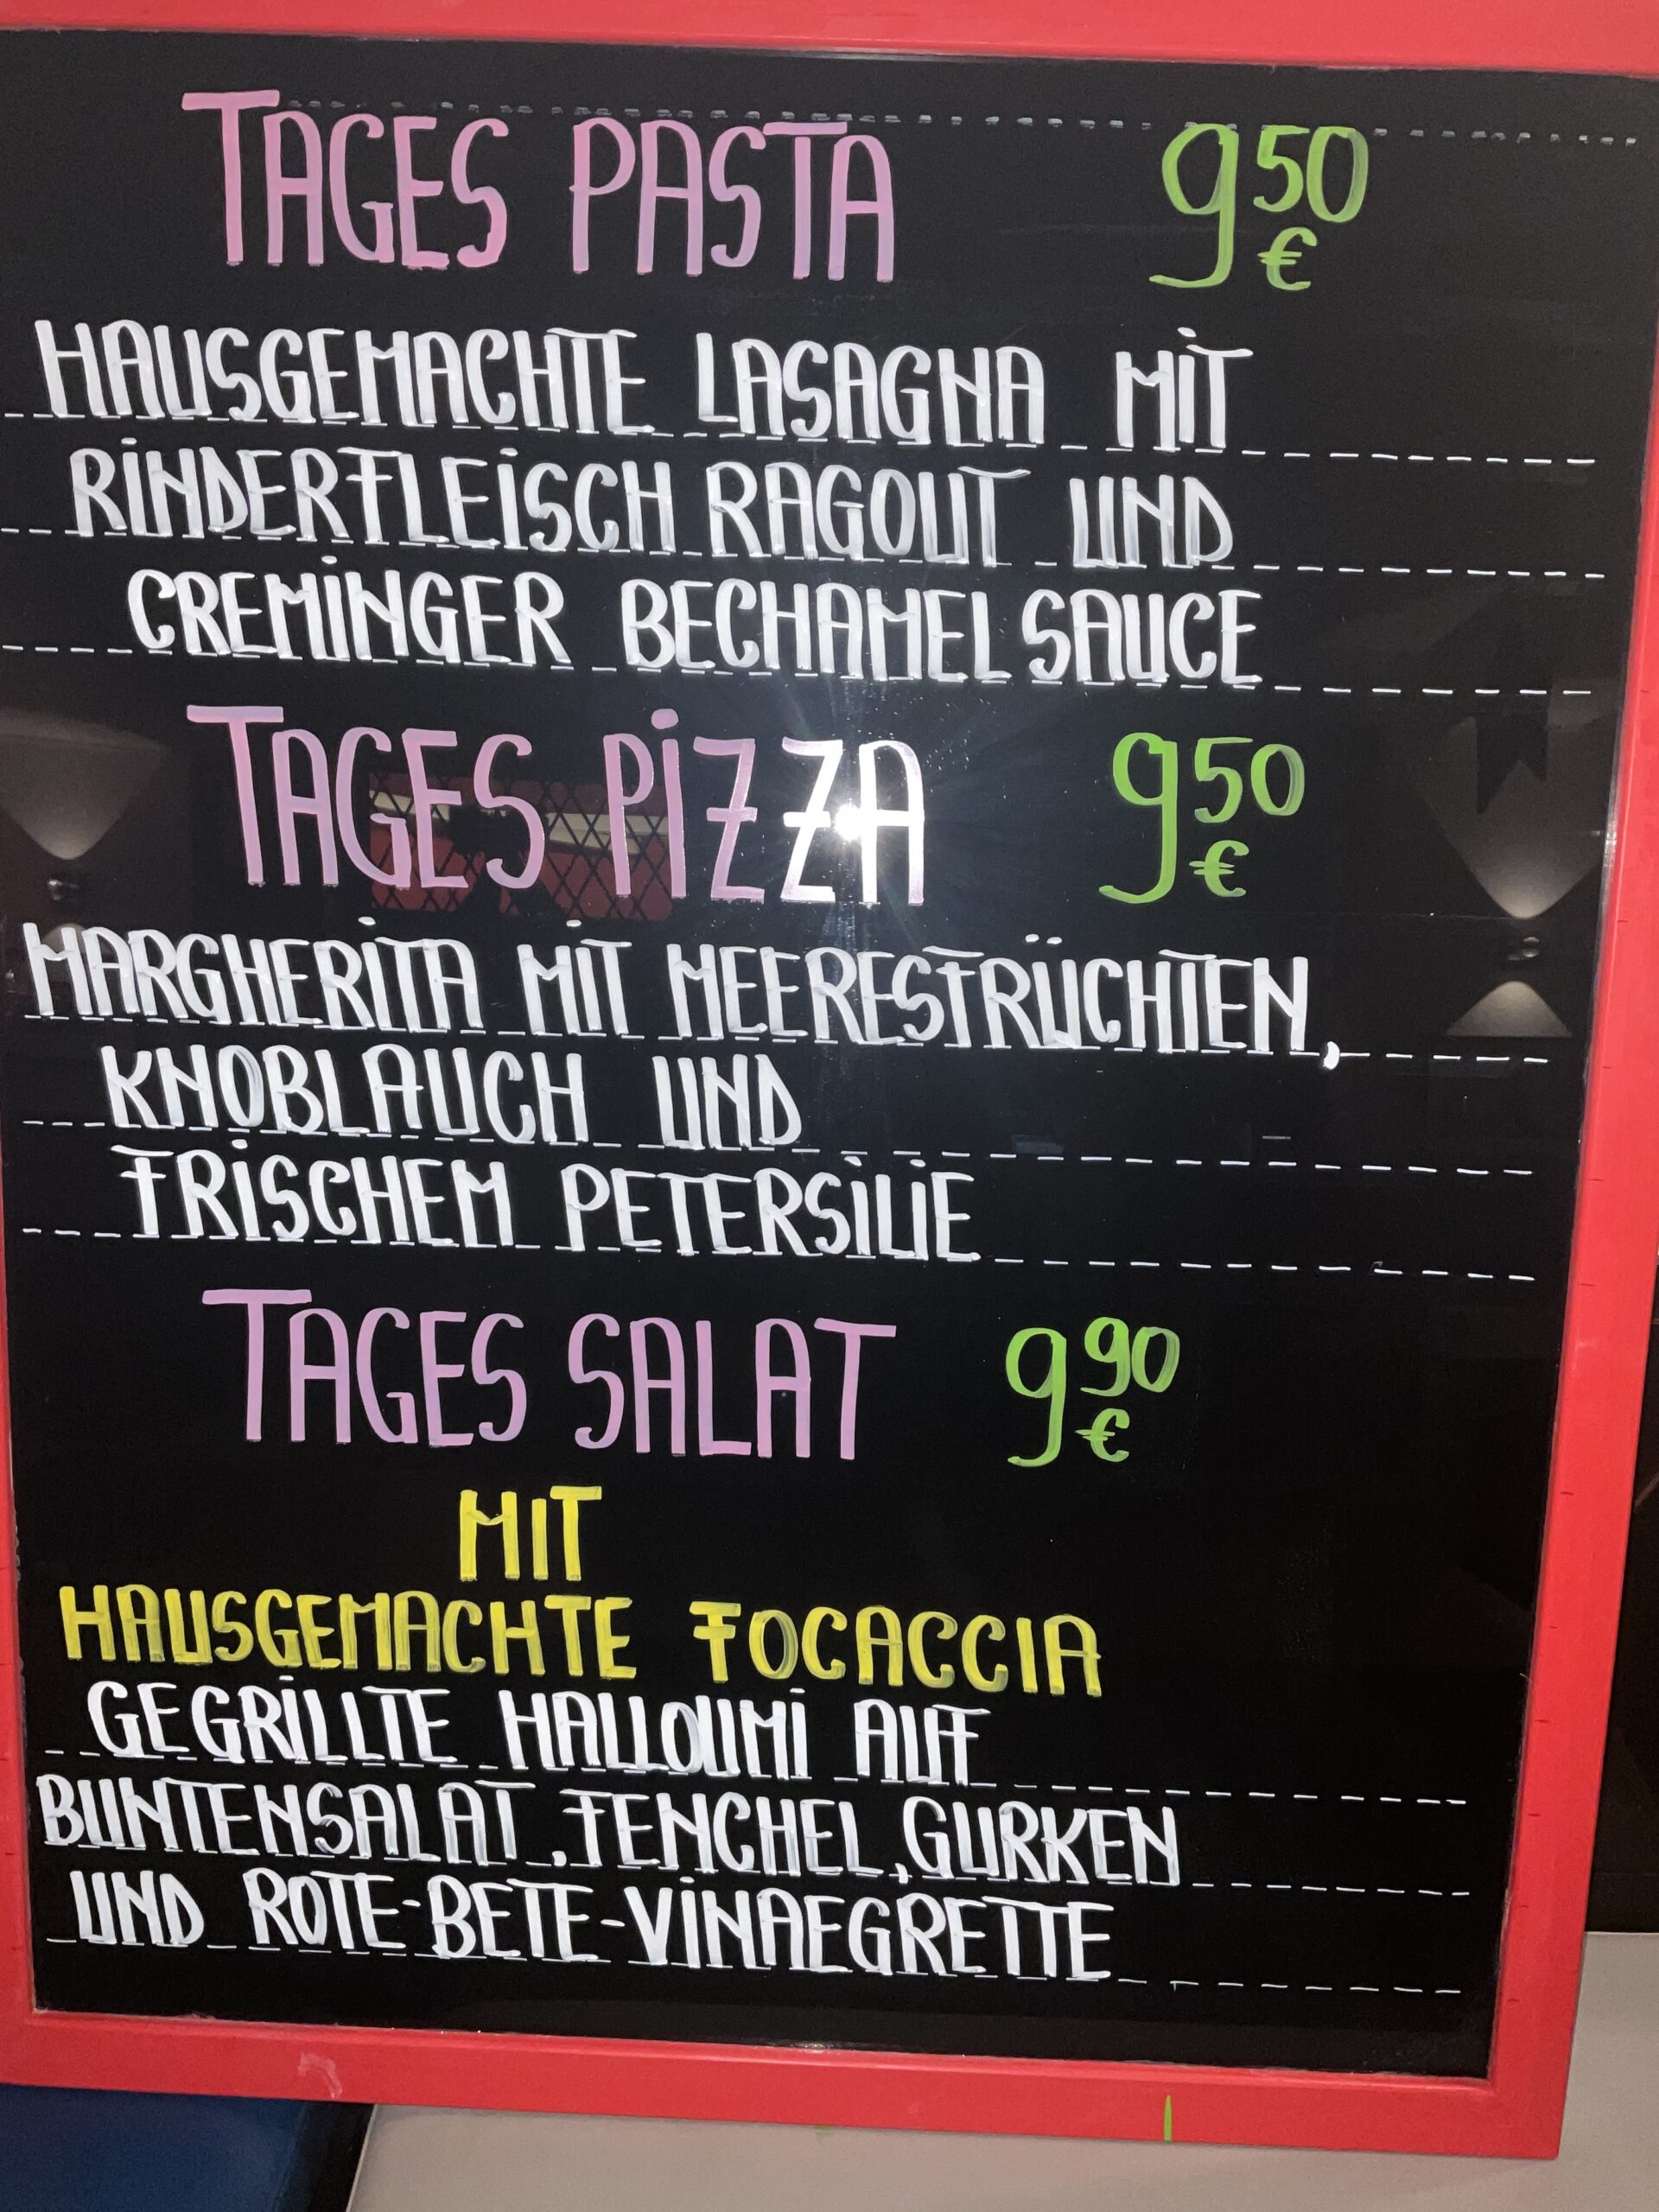 TAGES PASTA 9 50 €
HAUSGEMACHTE LASAGNA MIT
RINDERFLEISCH RAGOUT UND
CREMINGER BECHAMEL SAUCE
TAGES PIZZA 9 50 €
MARGHERITA MIT MEERESFRÜCHTEN,
KNOBLAUCH UND
FRISCHEM PETERSILIE
TAGES SALAT 9 90 €
MIT
HAUSGEMACHTE FOCACCIA
GEGRILLTE HALLOUMI AUF
BUNTENSALAT, FENCHEL, GURKEN
UND ROTE-BETE-VINAEGRETTE